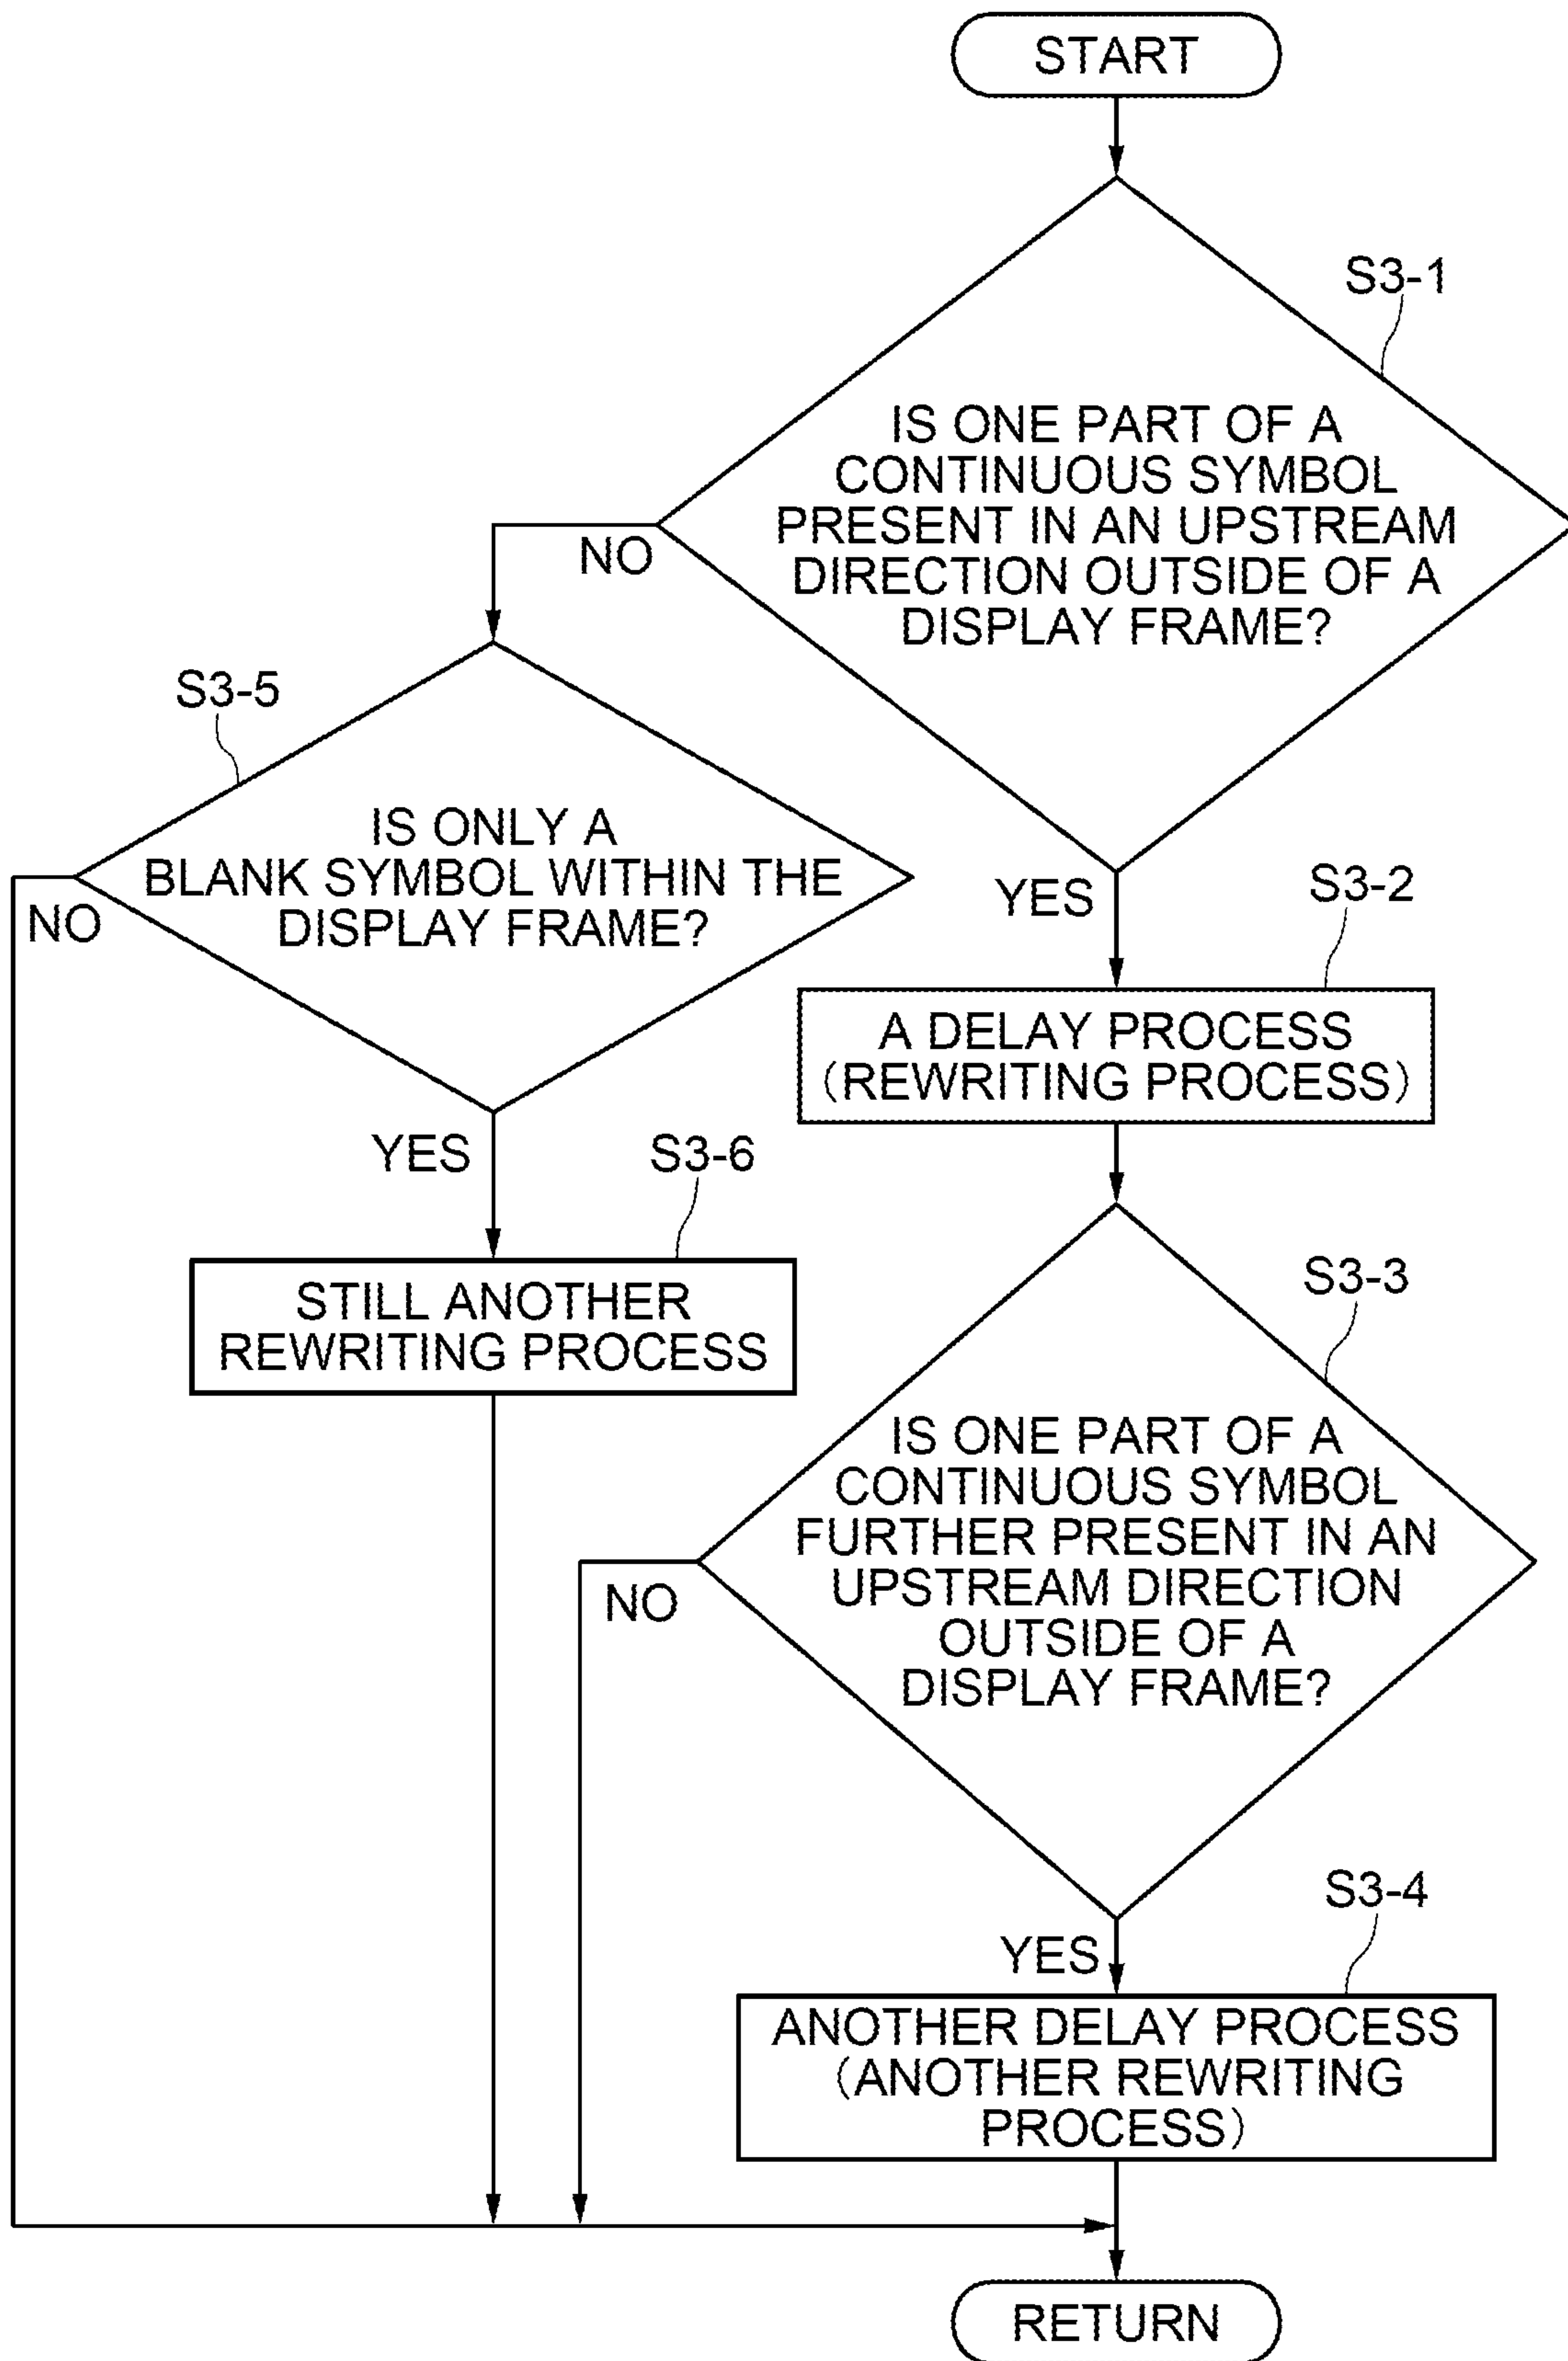 START
S3-1
IS ONE PART OF A
CONTINUOUS SYMBOL
PRESENT IN AN UPSTREAM
DIRECTION OUTSIDE OF A
DISPLAY FRAME?
NO
S3-5
IS ONLY A
BLANK SYMBOL WITHIN THE
DISPLAY FRAME?
NO
YES
S3-2
A DELAY PROCESS
(REWRITING PROCESS)
YES
S3-6
STILL ANOTHER
REWRITING PROCESS
S3-3
IS ONE PART OF A
CONTINUOUS SYMBOL
FURTHER PRESENT IN AN
UPSTREAM DIRECTION
OUTSIDE OF A
DISPLAY FRAME?
NO
YES
S3-4
ANOTHER DELAY PROCESS
(ANOTHER REWRITING
PROCESS)
RETURN